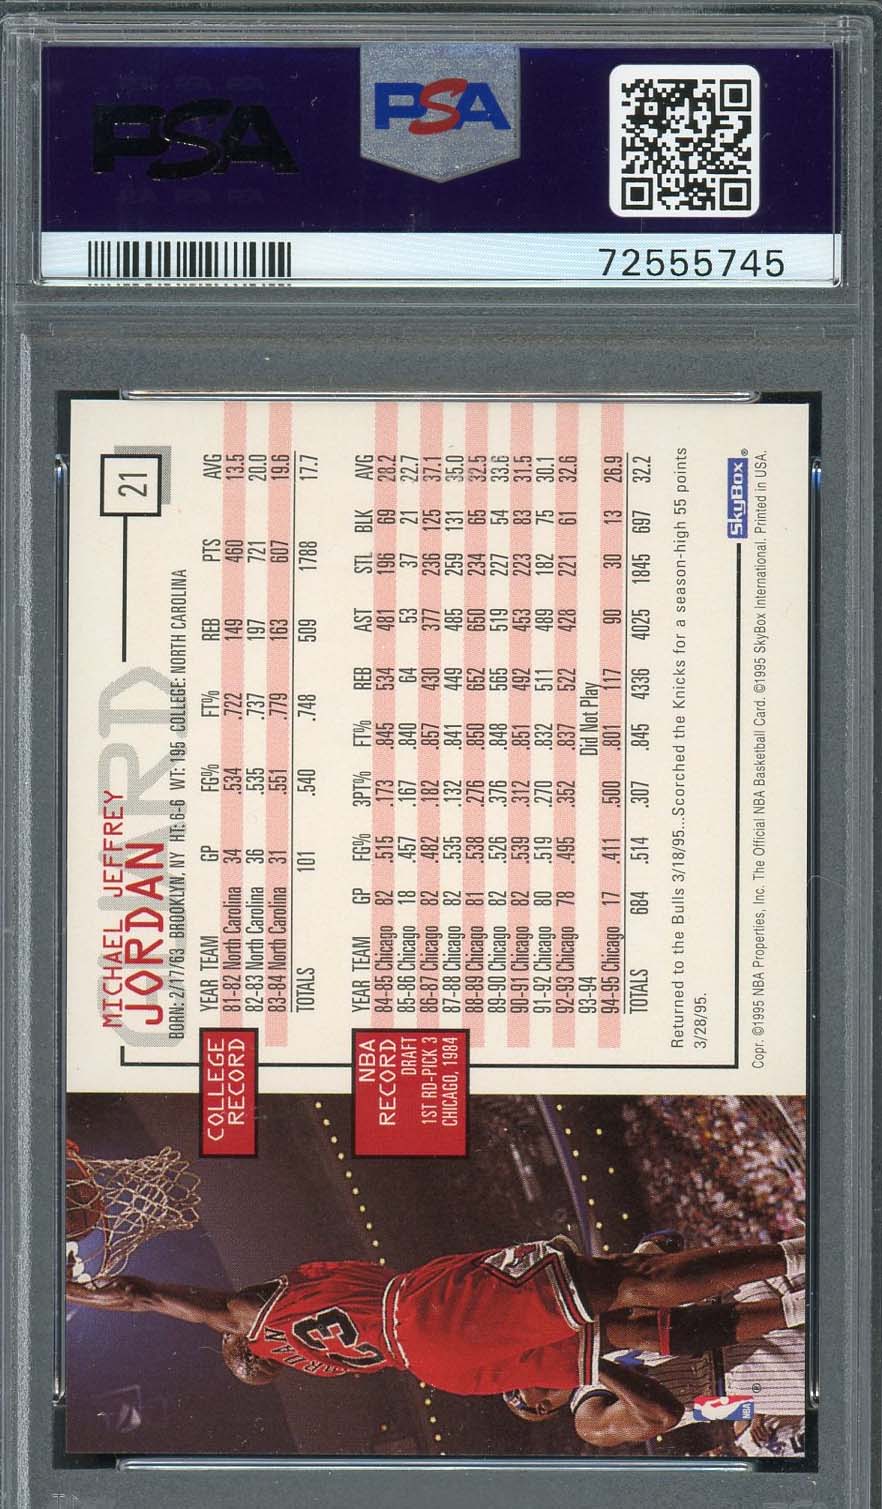 PSA
PSA
72555745
21
GUARD
MICHAEL JEFFREY
JORDAN
BORN: 2/17/63 BROOKLYN, NY HT: 6-6 WT: 195 COLLEGE: NORTH CAROLINA
COLLEGE
RECORD
YEAR TEAM GP FG% FT% REB PTS AVG
81-82 North Carolina 34 .534 .722 149 460 13.5
82-83 North Carolina 36 .535 .737 197 721 20.0
83-84 North Carolina 31 .551 .779 163 607 19.6
TOTALS 101 .540 .748 509 1788 17.7
NBA
RECORD
DRAFT
1ST RD-PICK 3
CHICAGO, 1984
YEAR TEAM GP FG% 3PT% FT% REB AST STL BLK AVG
84-85 Chicago 82 .515 .173 .845 534 481 196 69 28.2
85-86 Chicago 18 .457 .167 .840 64 53 37 21 22.7
86-87 Chicago 82 .482 .182 .857 430 377 236 125 37.1
87-88 Chicago 82 .535 .132 .841 449 485 259 131 35.0
88-89 Chicago 81 .538 .276 .850 652 650 234 65 32.5
89-90 Chicago 82 .526 .376 .848 565 519 227 54 33.6
90-91 Chicago 82 .539 .312 .851 492 453 223 83 31.5
91-92 Chicago 80 .519 .270 .832 511 489 182 75 30.1
92-93 Chicago 78 .495 .352 .837 522 428 221 61 32.6
93-94 Did Not Play
94-95 Chicago 17 .411 .500 .801 117 90 30 13 26.9
TOTALS 684 .514 .307 .845 4336 4025 1845 697 32.2
Returned to the Bulls 3/18/95...Scorched the Knicks for a season-high 55 points
3/28/95.
SkyBox®
Copr. ©1995 NBA Properties, Inc. The Official NBA Basketball Card. ©1995 SkyBox International. Printed in USA.
JORDAN
23
NBA ®